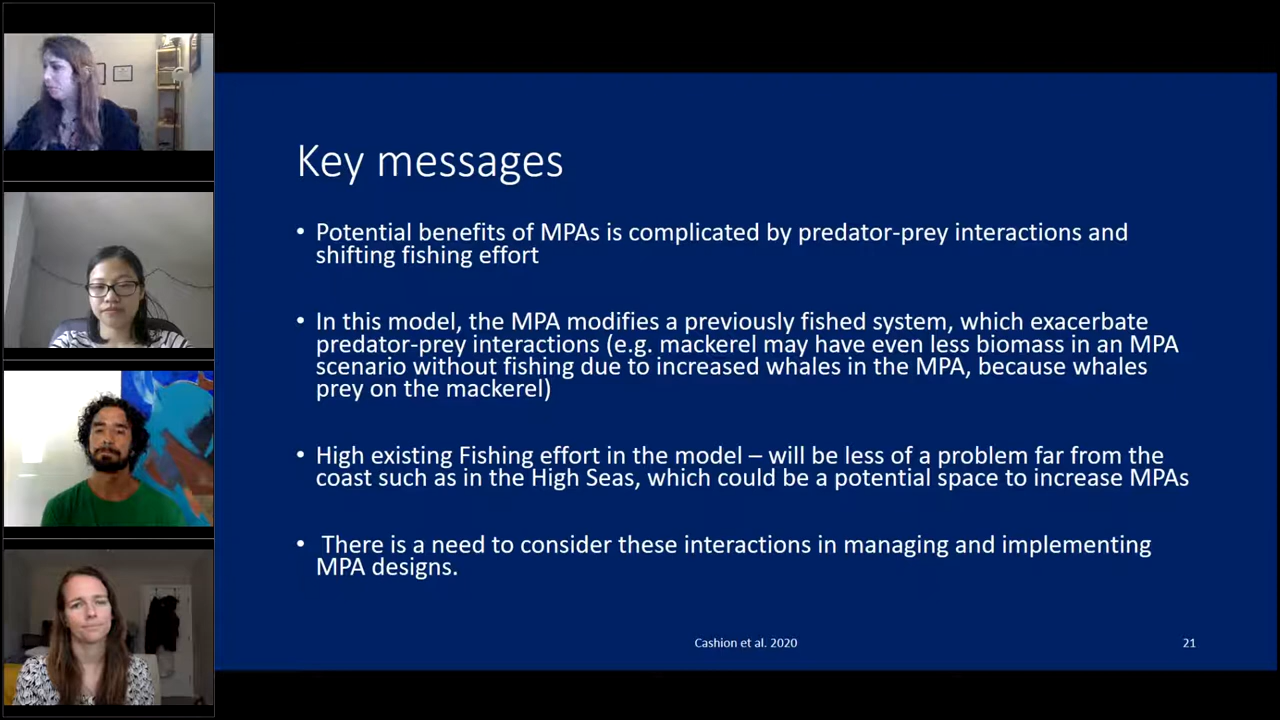 Key messages
• Potential benefits of MPAs is complicated by predator-prey interactions and
shifting fishing effort
• In this model, the MPA modifies a previously fished system, which exacerbate
predator-prey interactions (e.g. mackerel may have even less biomass in an MPA
scenario without fishing due to increased whales in the MPA, because whales
prey on the mackerel)
• High existing Fishing effort in the model – will be less of a problem far from the
coast such as in the High Seas, which could be a potential space to increase MPAs
• There is a need to consider these interactions in managing and implementing
MPA designs.
Cashion et al. 2020
21